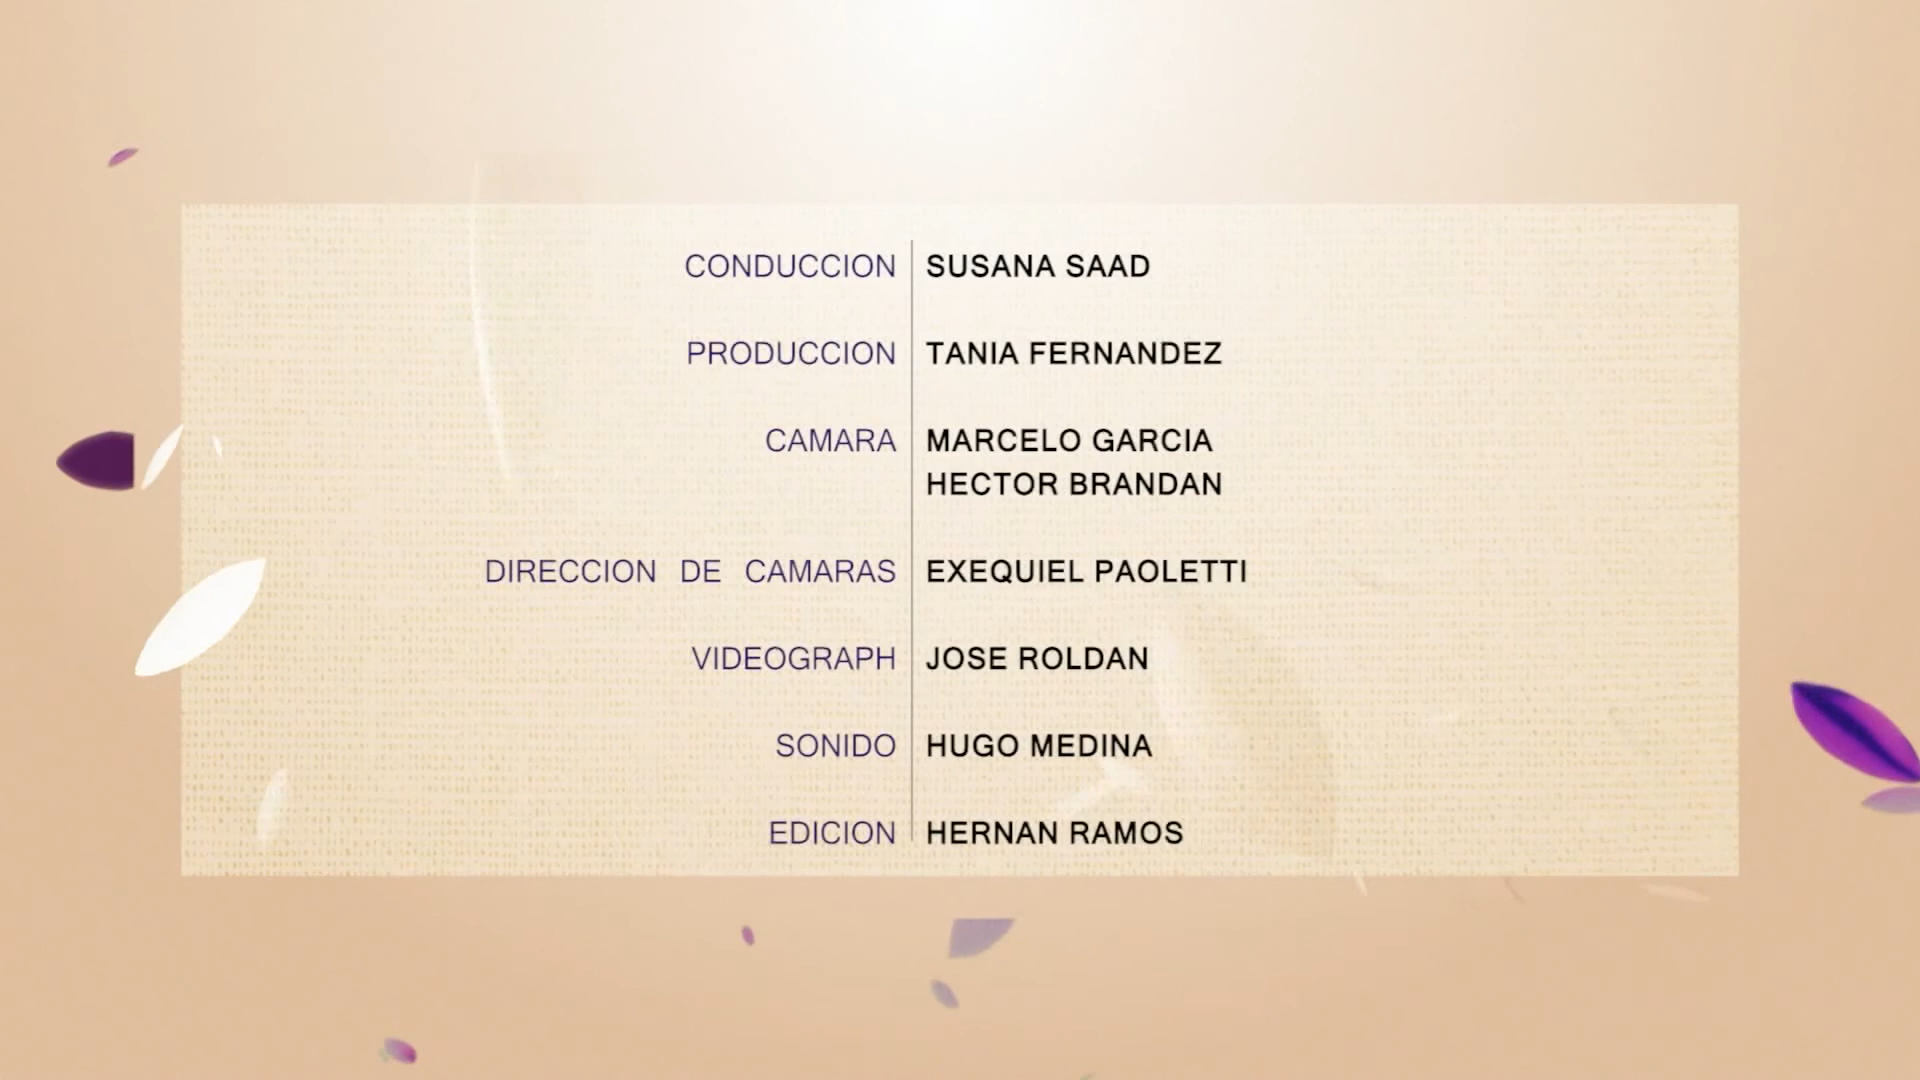 CONDUCCION SUSANA SAAD
PRODUCCION TANIA FERNANDEZ
CAMARA MARCELO GARCIA
HECTOR BRANDAN
DIRECCION DE CAMARAS EXEQUIEL PAOLETTI
VIDEOGRAPH JOSE ROLDAN
SONIDO HUGO MEDINA
EDICION HERNAN RAMOS